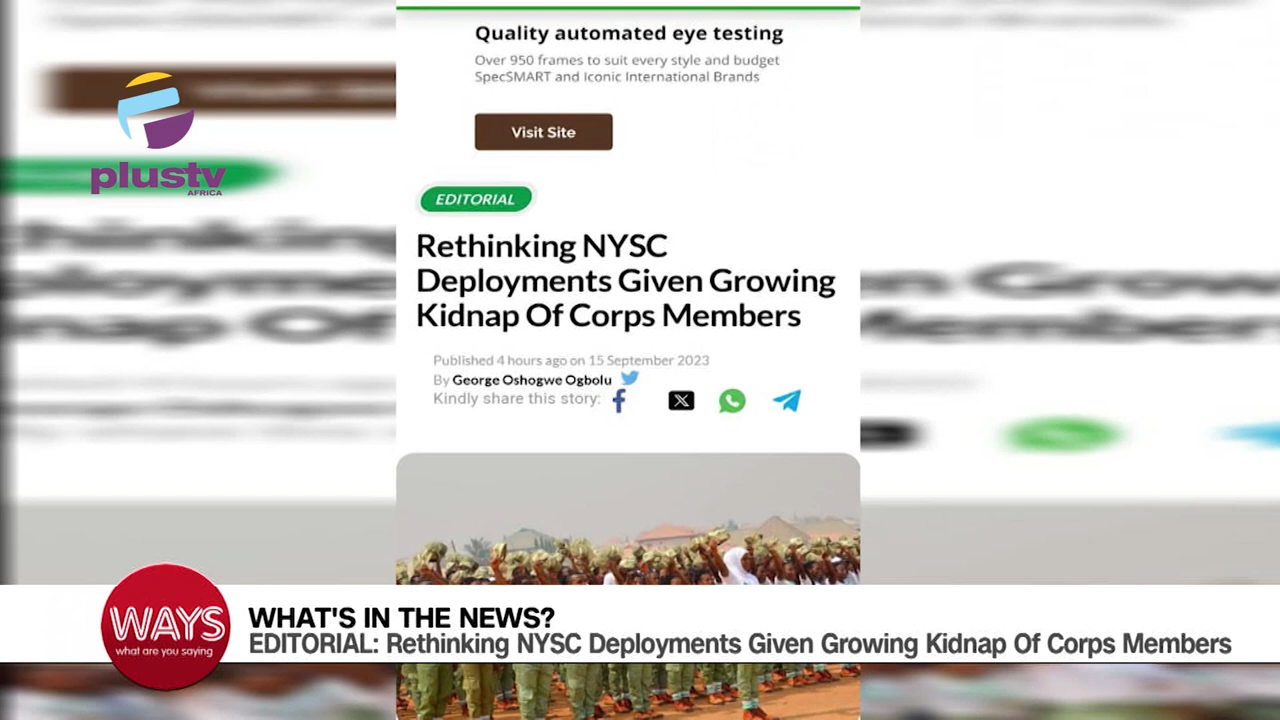 Quality automated eye testing
Over 950 frames to suit every style and budget
SpecSMART and Iconic International Brands
Visit Site
plustv
AFRICA
EDITORIAL
Rethinking NYSC
Deployments Given Growing
Kidnap Of Corps Members
Published 4 hours ago on 15 September 2023
By George Oshogwe Ogbolu
Kindly share this story:
WAYS
what are you saying
WHAT'S IN THE NEWS?
EDITORIAL: Rethinking NYSC Deployments Given Growing Kidnap Of Corps Members